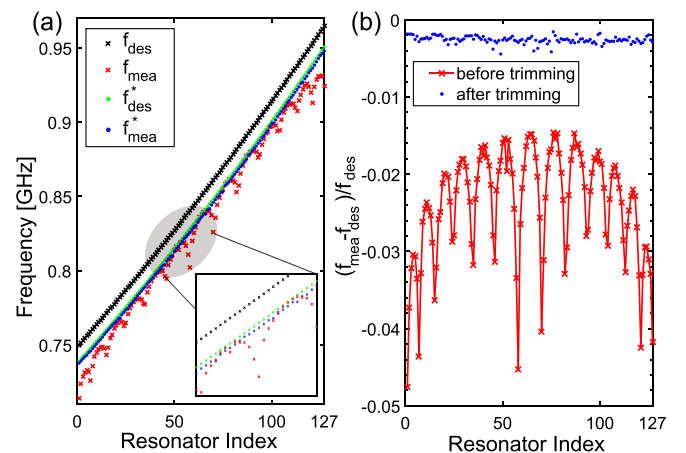 (a)
f_des
f_mea
f*_des
f*_mea
0.95
0.9
0.85
0.8
0.75
Frequency [GHz]
0
50
100
127
Resonator Index
(b)
before trimming
after trimming
0
-0.01
-0.02
-0.03
-0.04
-0.05
(f_mea-f_des)/f_des
0
50
100
127
Resonator Index